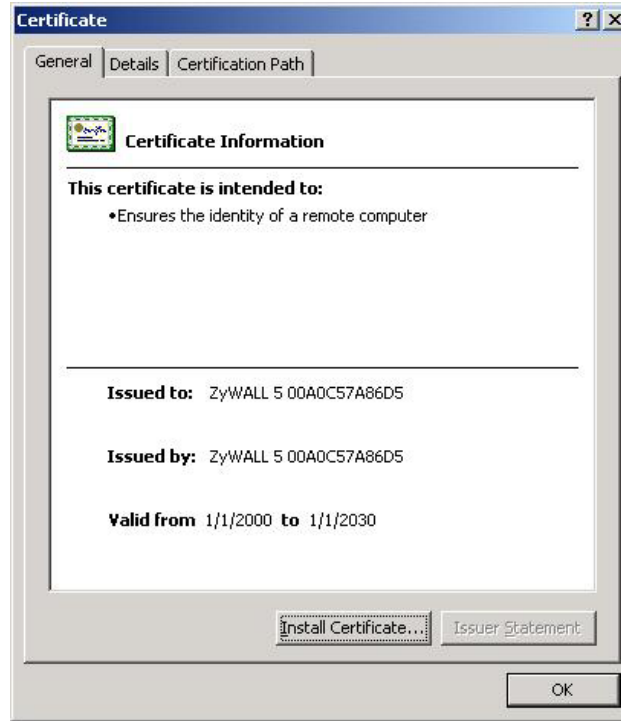 Certificate
General
Details
Certification Path
Certificate Information
This certificate is intended to:
•Ensures the identity of a remote computer
Issued to: ZyWALL 5 00A0C57A86D5
Issued by: ZyWALL 5 00A0C57A86D5
Valid from 1/1/2000 to 1/1/2030
Install Certificate...
Issuer Statement
OK